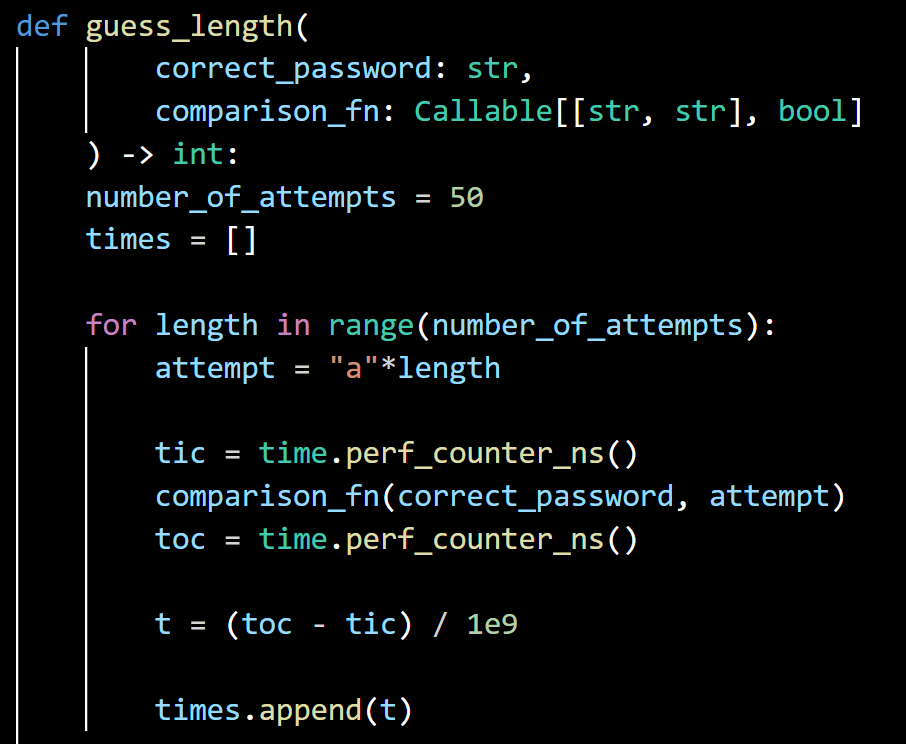 def guess_length(
correct_password: str,
comparison_fn: Callable[[str, str], bool]
) -> int:
number_of_attempts = 50
times = []
for length in range(number_of_attempts):
attempt = "a"*length
tic = time.perf_counter_ns()
comparison_fn(correct_password, attempt)
toc = time.perf_counter_ns()
t = (toc - tic) / 1e9
times.append(t)